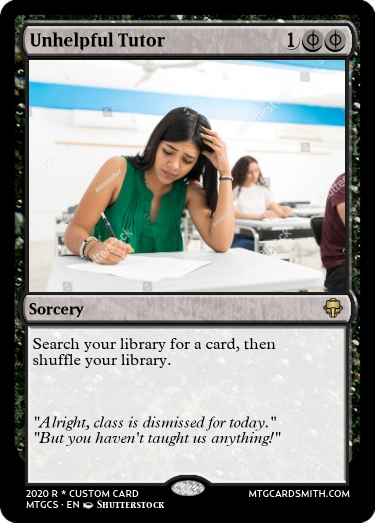 Unhelpful Tutor 1
Sorcery
Search your library for a card, then
shuffle your library.
"Alright, class is dismissed for today."
"But you haven't taught us anything!"
2020 R * CUSTOM CARD
MTGCS • EN SHUTTERSTOCK
MTGCARDSMITH.COM